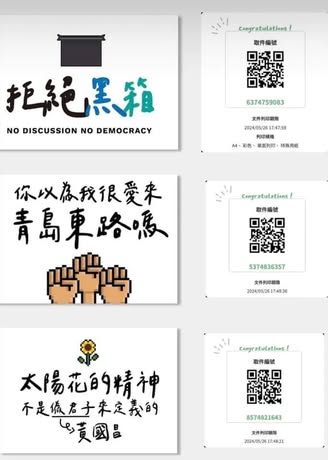 拒絕黑箱
NO DISCUSSION NO DEMOCRACY
Congratulations !
取件編號
6374759083
文件列印期限
2024/05/26 17:47:58
列印規格
A4、彩色、單面列印、特殊用紙
你以為我很愛來
青島東路嗎
Congratulations !
取件編號
5374836357
文件列印期限
2024/05/26 17:48:36
太陽花的精神
不是偽君子來定義的
黃國昌
Congratulations !
取件編號
8574821643
文件列印期限
2024/05/26 17:48:21